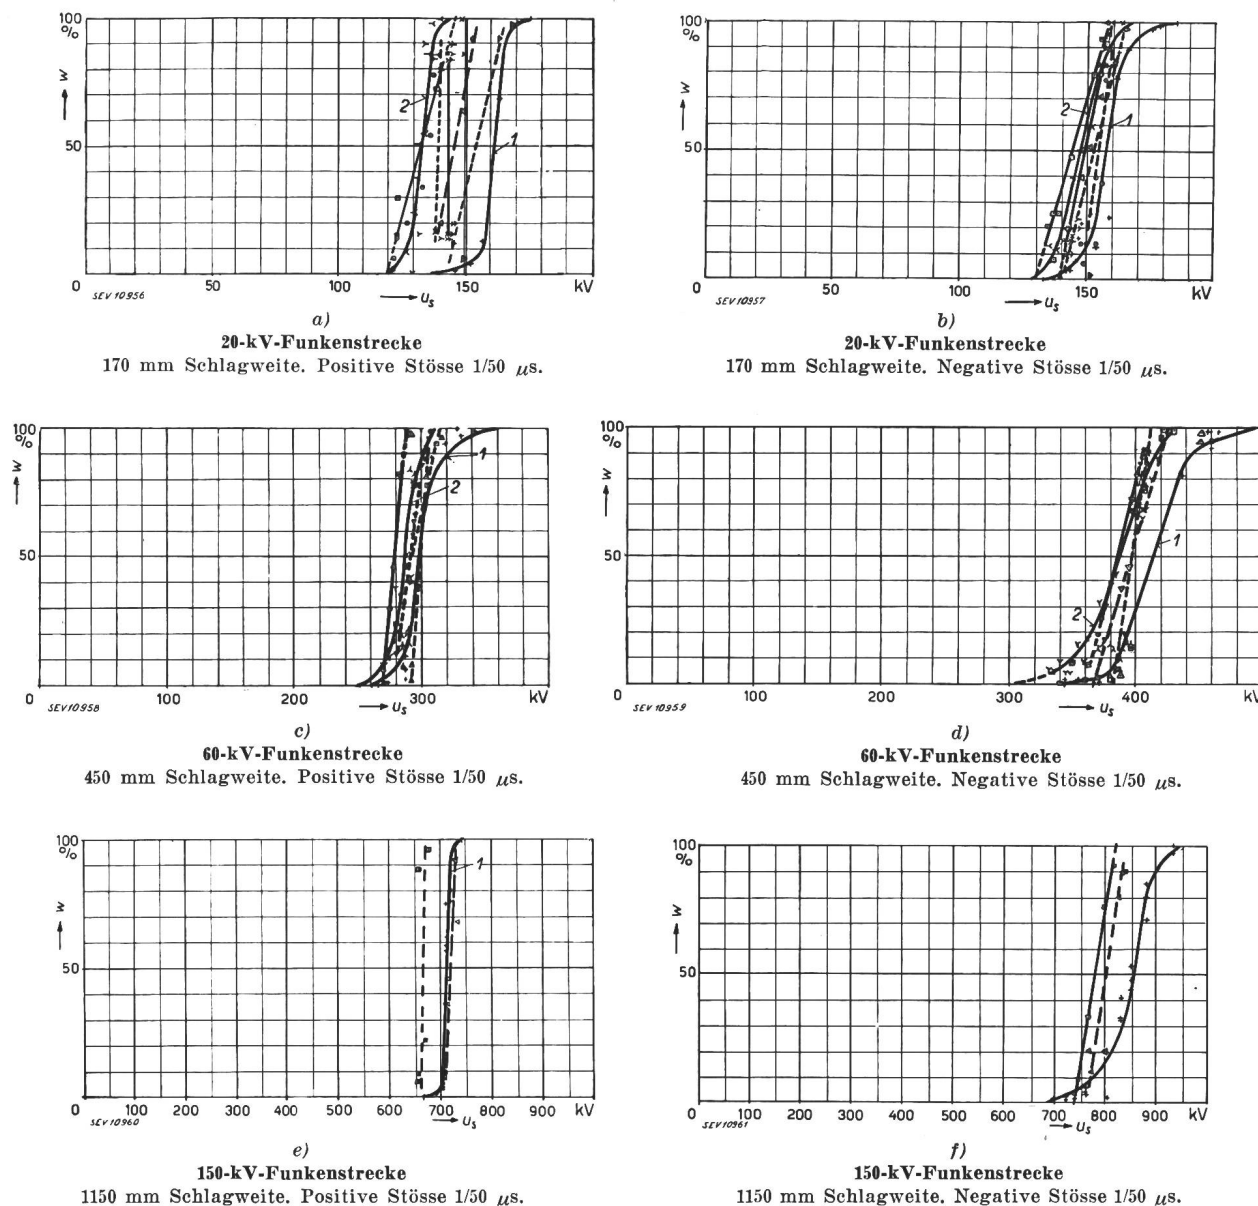 100
%
w
50
2
1
0
50
100
150
kV
SEV 10956
u_s
a)
20-kV-Funkenstrecke
170 mm Schlagweite. Positive Stösse 1/50 μs.
100
%
w
50
2
1
0
50
100
150
kV
SEV 10957
u_s
b)
20-kV-Funkenstrecke
170 mm Schlagweite. Negative Stösse 1/50 μs.
100
%
w
50
1
2
0
100
200
300
kV
SEV 10958
u_s
c)
60-kV-Funkenstrecke
450 mm Schlagweite. Positive Stösse 1/50 μs.
100
%
w
50
1
2
0
100
200
300
400
kV
SEV 10959
u_s
d)
60-kV-Funkenstrecke
450 mm Schlagweite. Negative Stösse 1/50 μs.
100
%
w
50
1
0
100
200
300
400
500
600
700
800
900
kV
SEV 10960
u_s
e)
150-kV-Funkenstrecke
1150 mm Schlagweite. Positive Stösse 1/50 μs.
100
%
w
50
0
100
200
300
400
500
600
700
800
900
kV
SEV 10961
u_s
f)
150-kV-Funkenstrecke
1150 mm Schlagweite. Negative Stösse 1/50 μs.